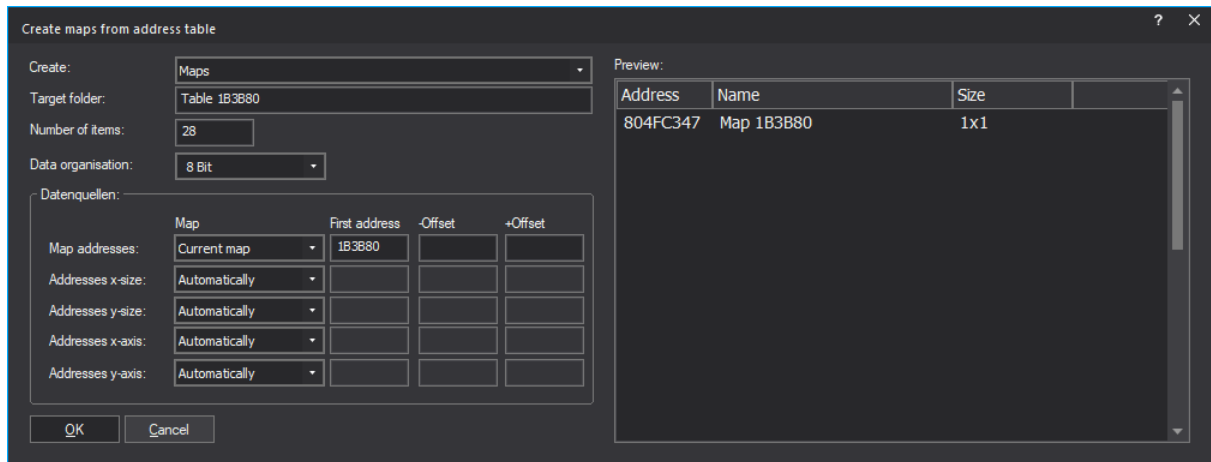 Create maps from address table ? ×
Create: Maps
Target folder: Table 1B3B80
Number of items: 28
Data organisation: 8 Bit
Datenquellen:
Map First address -Offset +Offset
Map addresses: Current map 1B3B80
Addresses x-size: Automatically
Addresses y-size: Automatically
Addresses x-axis: Automatically
Addresses y-axis: Automatically
OK Cancel
Preview:
Address Name Size
804FC347 Map 1B3B80 1x1